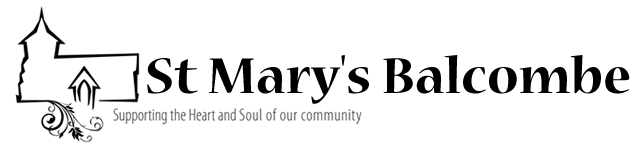 St Mary's Balcombe
Supporting the Heart and Soul of our community